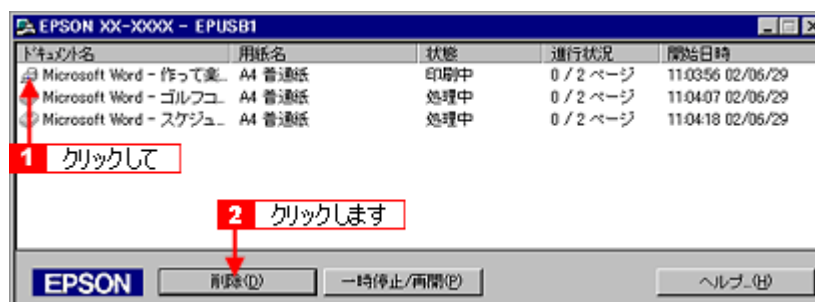 EPSON XX-XXXX - EPUSB1
ドキュメント名 用紙名 状態 進行状況 開始日時
Microsoft Word - 作って楽... A4 普通紙 印刷中 0 / 2 ページ 11:03:56 02/06/29
Microsoft Word - ゴルフコ... A4 普通紙 処理中 0 / 2 ページ 11:04:07 02/06/29
Microsoft Word - スケジュ... A4 普通紙 処理中 0 / 2 ページ 11:04:18 02/06/29
1 クリックして
2 クリックします
EPSON 削除(D) 一時停止/再開(P) ヘルプ...(H)